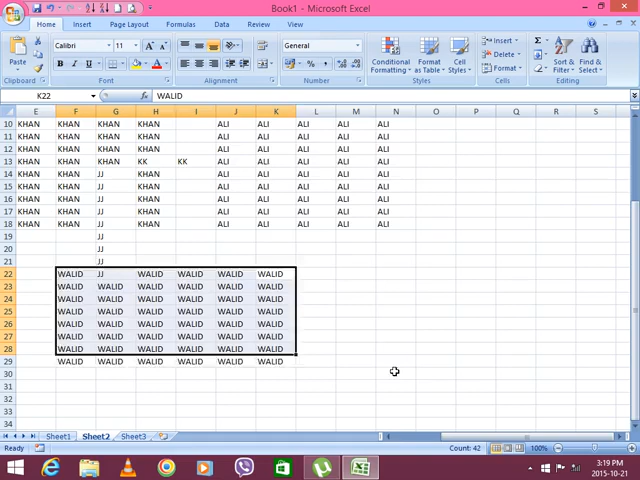 Book1 - Microsoft Excel
Home Insert Page Layout Formulas Data Review View
Paste
Clipboard
Calibri 11
B I U
Font
Alignment
General
$ % ,
Number
Conditional Formatting
Format as Table
Cell Styles
Styles
Insert
Delete
Format
Cells
Σ
Sort & Filter
Find & Select
Editing
K22 fx WALID
E F G H I J K L M N O P Q R S
10 KHAN KHAN KHAN KHAN ALI ALI ALI ALI ALI
11 KHAN KHAN KHAN KHAN ALI ALI ALI ALI ALI
12 KHAN KHAN KHAN KHAN ALI ALI ALI ALI ALI
13 KHAN KHAN KHAN KK KK ALI ALI ALI ALI ALI
14 KHAN KHAN JJ KHAN ALI ALI ALI ALI ALI
15 KHAN KHAN JJ KHAN ALI ALI ALI ALI ALI
16 KHAN KHAN JJ KHAN ALI ALI ALI ALI ALI
17 KHAN KHAN JJ KHAN ALI ALI ALI ALI ALI
18 KHAN KHAN JJ KHAN ALI ALI ALI ALI ALI
19 JJ
20 JJ
21 JJ
22 WALID JJ WALID WALID WALID WALID
23 WALID WALID WALID WALID WALID WALID
24 WALID WALID WALID WALID WALID WALID
25 WALID WALID WALID WALID WALID WALID
26 WALID WALID WALID WALID WALID WALID
27 WALID WALID WALID WALID WALID WALID
28 WALID WALID WALID WALID WALID WALID
29 WALID WALID WALID WALID WALID WALID
30
31
32
33
34
Sheet1 Sheet2 Sheet3
Ready Count: 42 100%
3:19 PM
2015-10-21